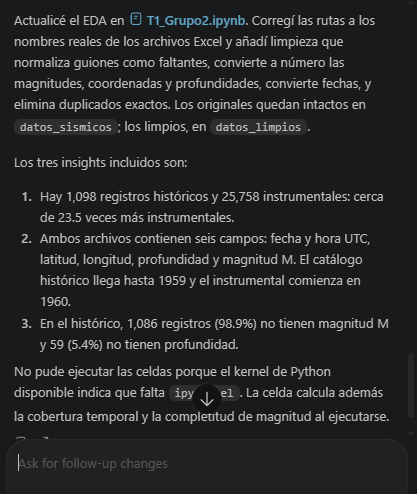 Actualicé el EDA en T1_Grupo2.ipynb. Corregí las rutas a los
nombres reales de los archivos Excel y añadí limpieza que
normaliza guiones como faltantes, convierte a número las
magnitudes, coordenadas y profundidades, convierte fechas, y
elimina duplicados exactos. Los originales quedan intactos en
datos_sismicos; los limpios, en datos_limpios.
Los tres insights incluidos son:
1. Hay 1,098 registros históricos y 25,758 instrumentales: cerca
de 23.5 veces más instrumentales.
2. Ambos archivos contienen seis campos: fecha y hora UTC,
latitud, longitud, profundidad y magnitud M. El catálogo
histórico llega hasta 1959 y el instrumental comienza en
1960.
3. En el histórico, 1,086 registros (98.9%) no tienen magnitud M
y 59 (5.4%) no tienen profundidad.
No pude ejecutar las celdas porque el kernel de Python
disponible indica que falta . La celda calcula además
la cobertura temporal y la completitud de magnitud al ejecutarse.
Ask for follow-up changes